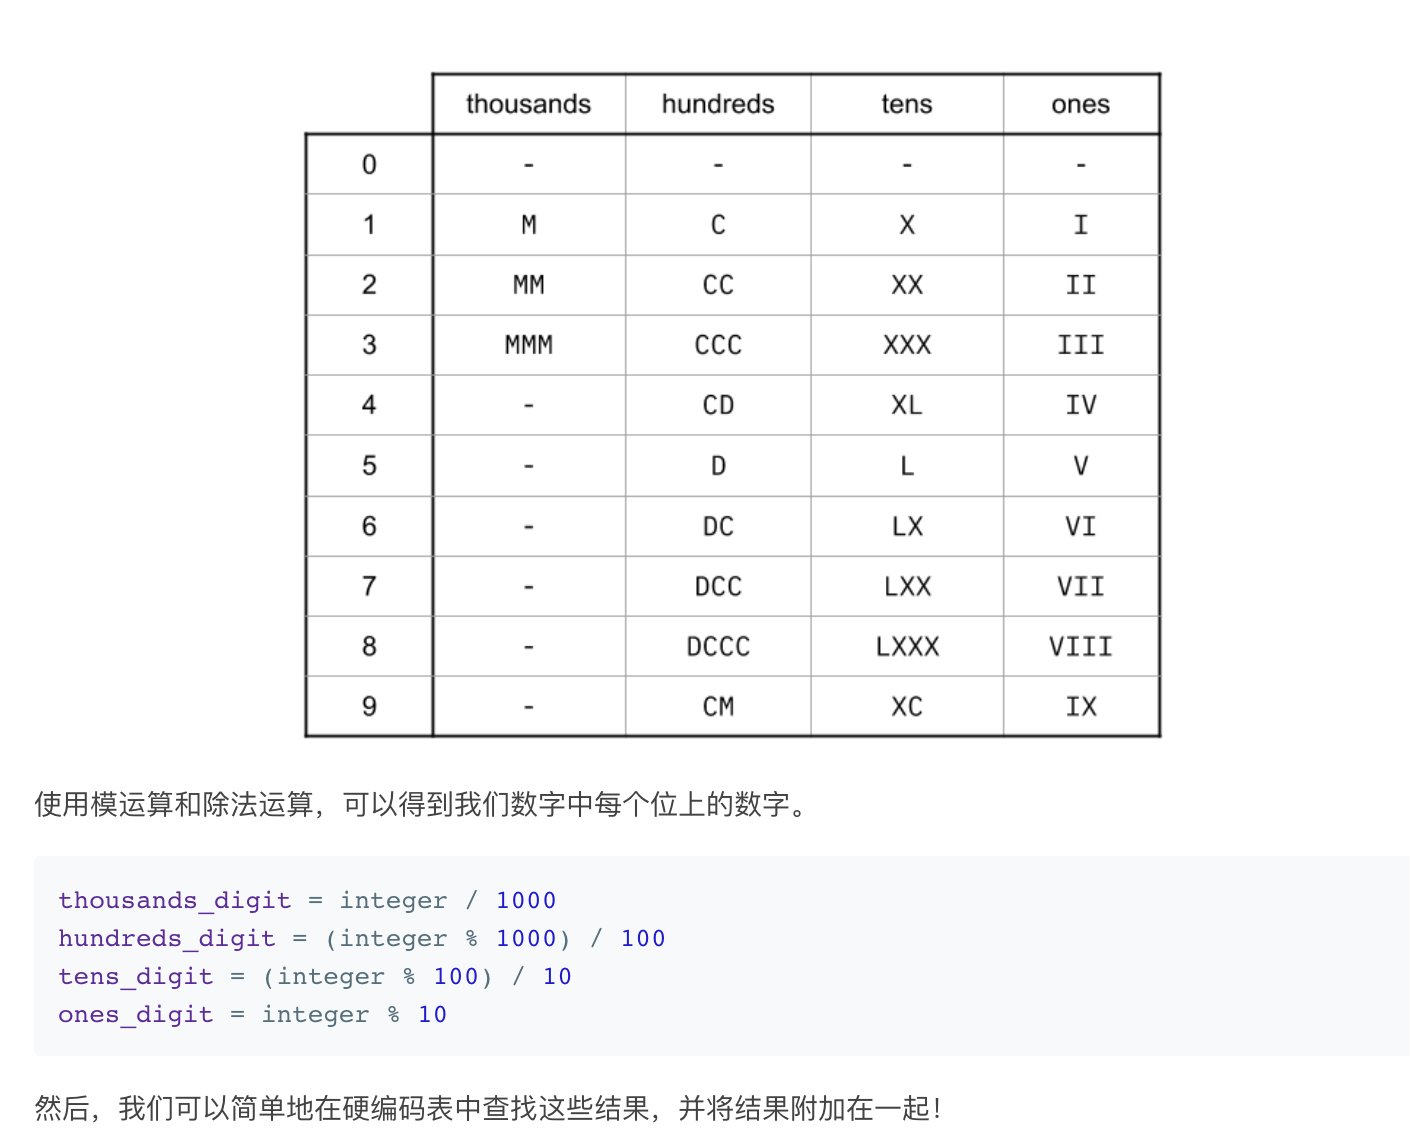 thousands hundreds tens ones
0 - - - -
1 M C X I
2 MM CC XX II
3 MMM CCC XXX III
4 - CD XL IV
5 - D L V
6 - DC LX VI
7 - DCC LXX VII
8 - DCCC LXXX VIII
9 - CM XC IX
使用模运算和除法运算，可以得到我们数字中每个位上的数字。
thousands_digit = integer / 1000
hundreds_digit = (integer % 1000) / 100
tens_digit = (integer % 100) / 10
ones_digit = integer % 10
然后，我们可以简单地在硬编码表中查找这些结果，并将结果附加在一起！